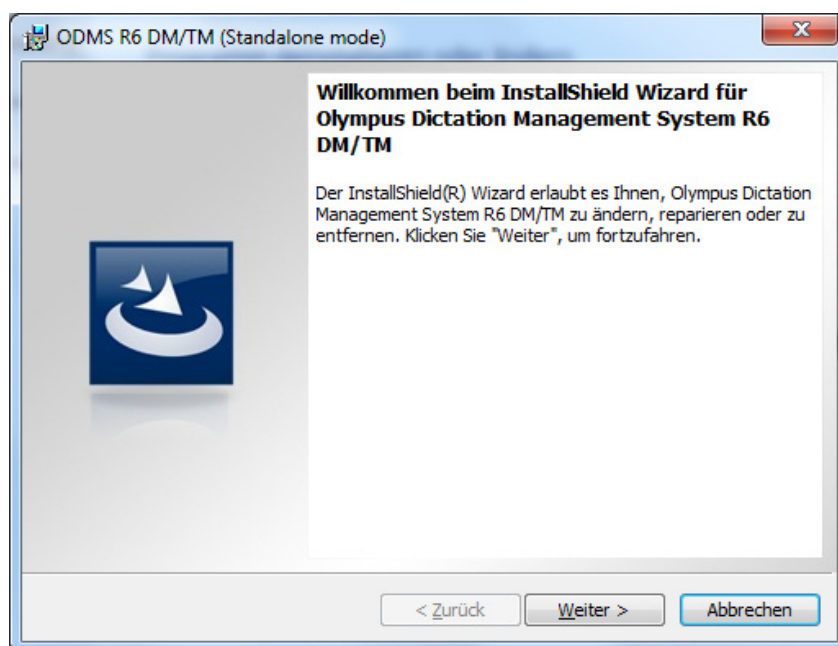 ODMS R6 DM/TM (Standalone mode)
Willkommen beim InstallShield Wizard für
Olympus Dictation Management System R6
DM/TM
Der InstallShield(R) Wizard erlaubt es Ihnen, Olympus Dictation
Management System R6 DM/TM zu ändern, reparieren oder zu
entfernen. Klicken Sie "Weiter", um fortzufahren.
< Zurück Weiter > Abbrechen